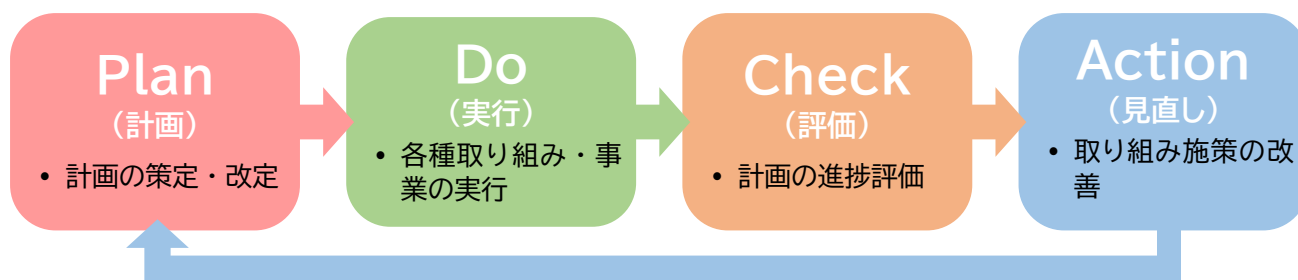 Plan
（計画）
• 計画の策定・改定
Do
（実行）
• 各種取り組み・事
業の実行
Check
（評価）
• 計画の進捗評価
Action
（見直し）
• 取り組み施策の改
善